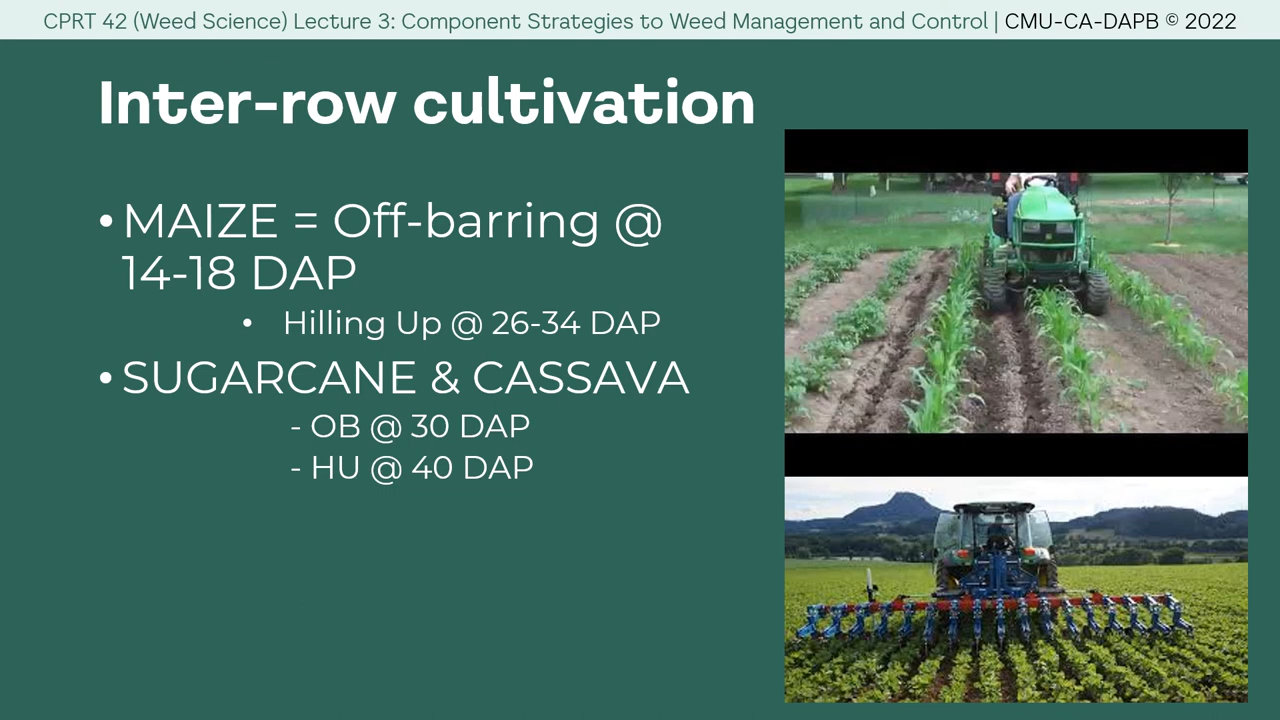 CPRT 42 (Weed Science) Lecture 3: Component Strategies to Weed Management and Control | CMU-CA-DAPB © 2022
Inter-row cultivation
• MAIZE = Off-barring @
14-18 DAP
• Hilling Up @ 26-34 DAP
• SUGARCANE & CASSAVA
- OB @ 30 DAP
- HU @ 40 DAP